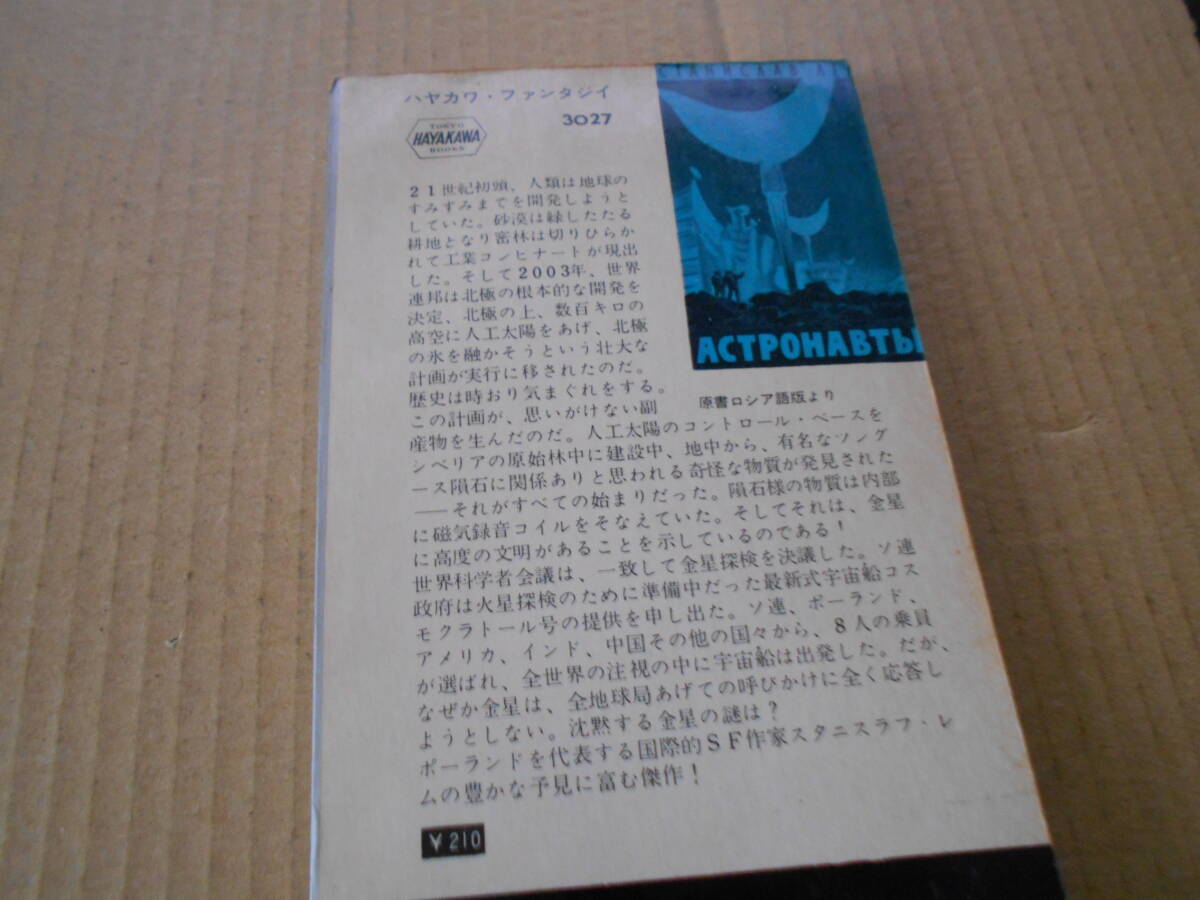 ハヤカワ・ファンタジイ
3027
TOKYO
HAYAKAWA
BOOKS
21世紀初頭、人類は地球の
すみずみまでを開発しようと
していた。砂漠は緑したたる
耕地となり密林は切りひらか
れて工業コンビナートが現出
した。そして2003年、世界
連邦は北極の根本的な開発を
決定、北極の上、数百キロの
高空に人工太陽をあげ、北極
の氷を融かそうという壮大な
計画が実行に移されたのだ。
歴史は時おり気まぐれをする。
この計画が、思いがけない副
産物を生んだのだ。人工太陽のコントロール・ベースを
シベリアの原始林中に建設中、地中から、有名なツング
ース隕石に関係ありと思われる奇怪な物質が発見された
――それがすべての始まりだった。隕石様の物質は内部
に磁気録音コイルをそなえていた。そしてそれは、金星
に高度の文明があることを示しているのである！
世界科学者会議は、一致して金星探検を決議した。ソ連
政府は火星探検のために準備中だった最新式宇宙船コス
モクラトール号の提供を申し出た。ソ連、ポーランド、
アメリカ、インド、中国その他の国々から、8人の乗員
が選ばれ、全世界の注視の中に宇宙船は出発した。だが、
なぜか金星は、全地球局あげての呼びかけに全く応答し
ようとしない。沈黙する金星の謎は？
ポーランドを代表する国際的SF作家スタニスラフ・レ
ムの豊かな予見に富む傑作！
СТАНИСЛАВ
АСТРОНАВТЫ
原書ロシア語版より
¥210